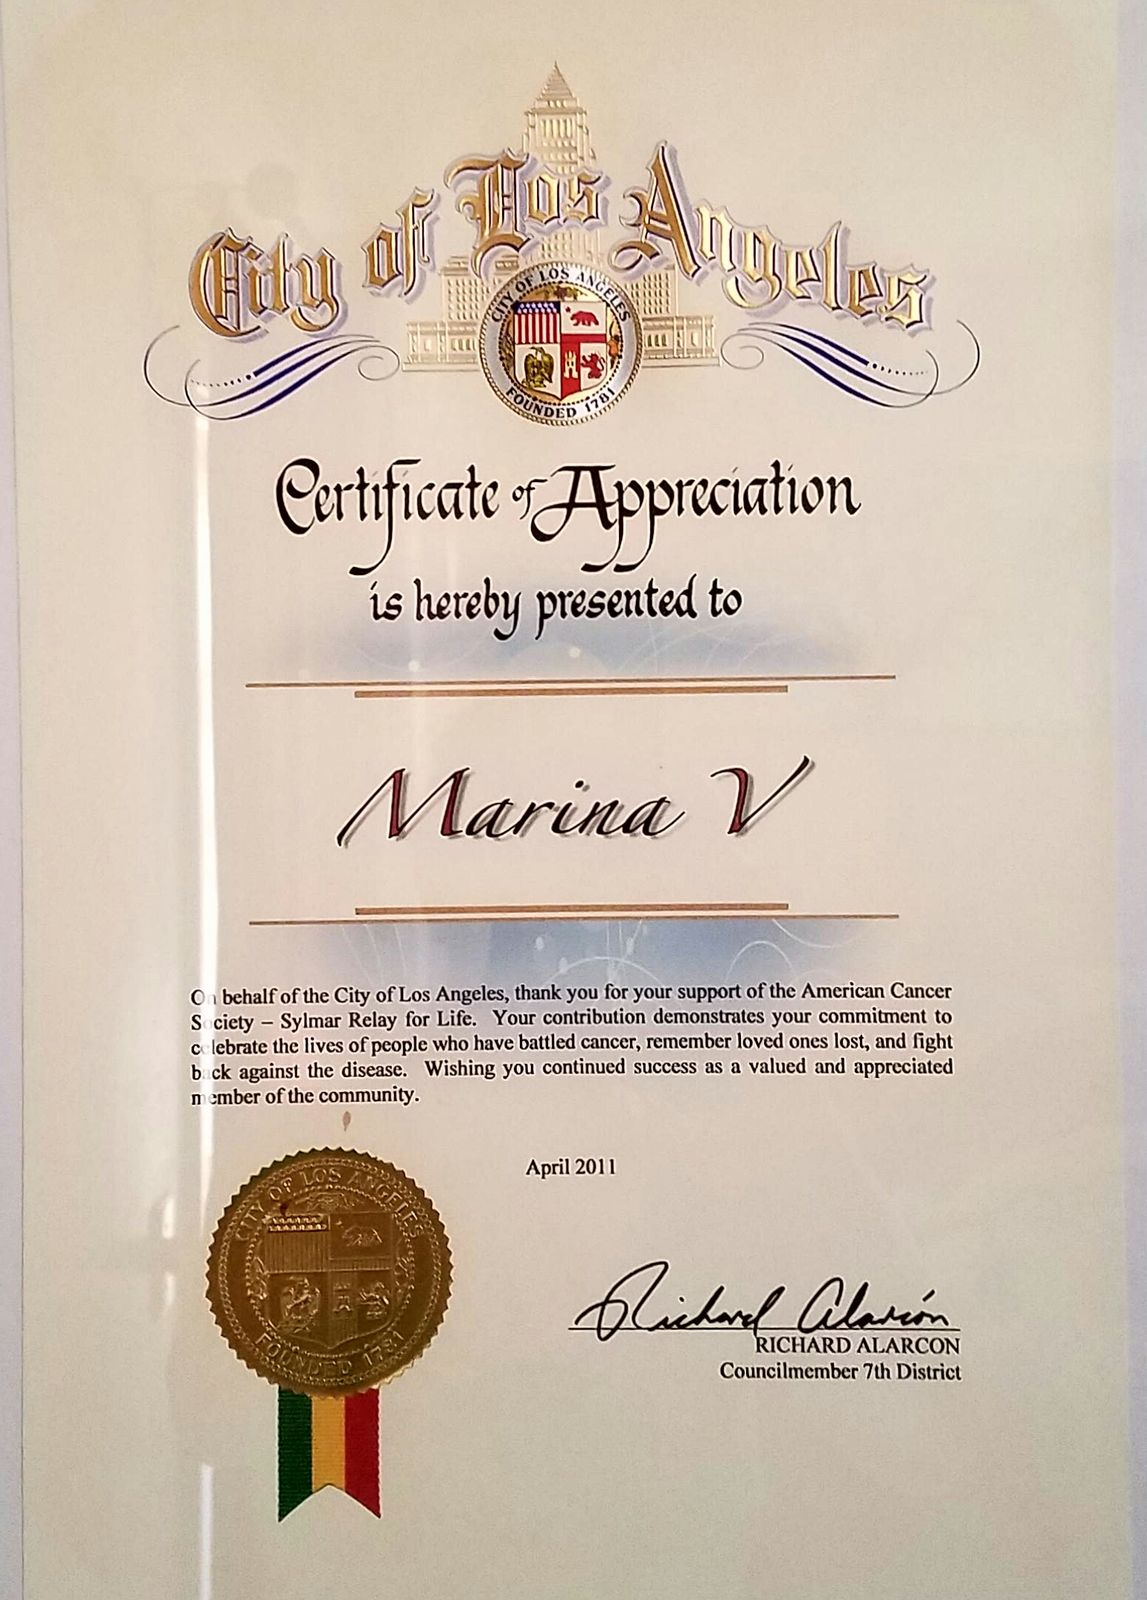 City of Los Angeles
CITY OF LOS ANGELES
FOUNDED 1781
Certificate of Appreciation
is hereby presented to
Marina V
On behalf of the City of Los Angeles, thank you for your support of the American Cancer
Society – Sylmar Relay for Life. Your contribution demonstrates your commitment to
celebrate the lives of people who have battled cancer, remember loved ones lost, and fight
back against the disease. Wishing you continued success as a valued and appreciated
member of the community.
April 2011
CITY OF LOS ANGELES
FOUNDED 1781
Richard Alarcón
RICHARD ALARCON
Councilmember 7th District